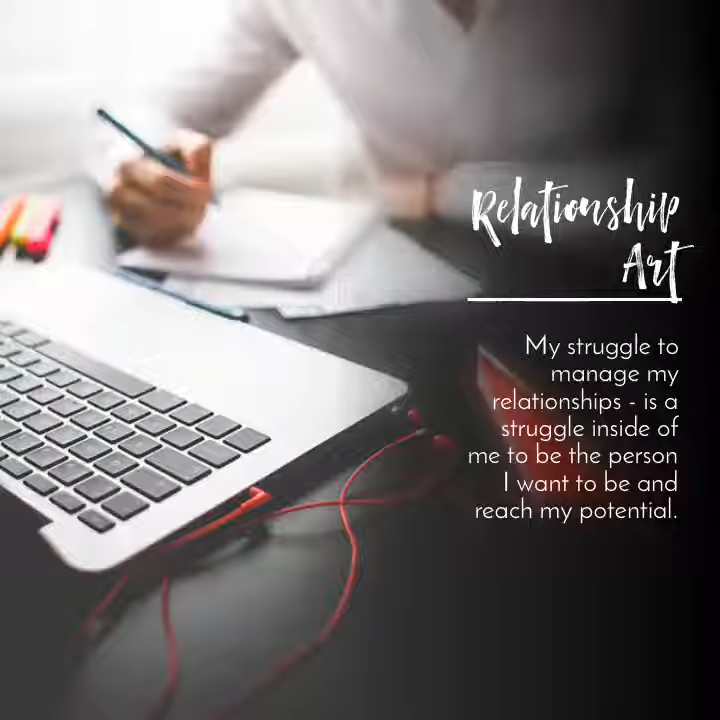 Relationship
Art
My struggle to
manage my
relationships - is a
struggle inside of
me to be the person
I want to be and
reach my potential.